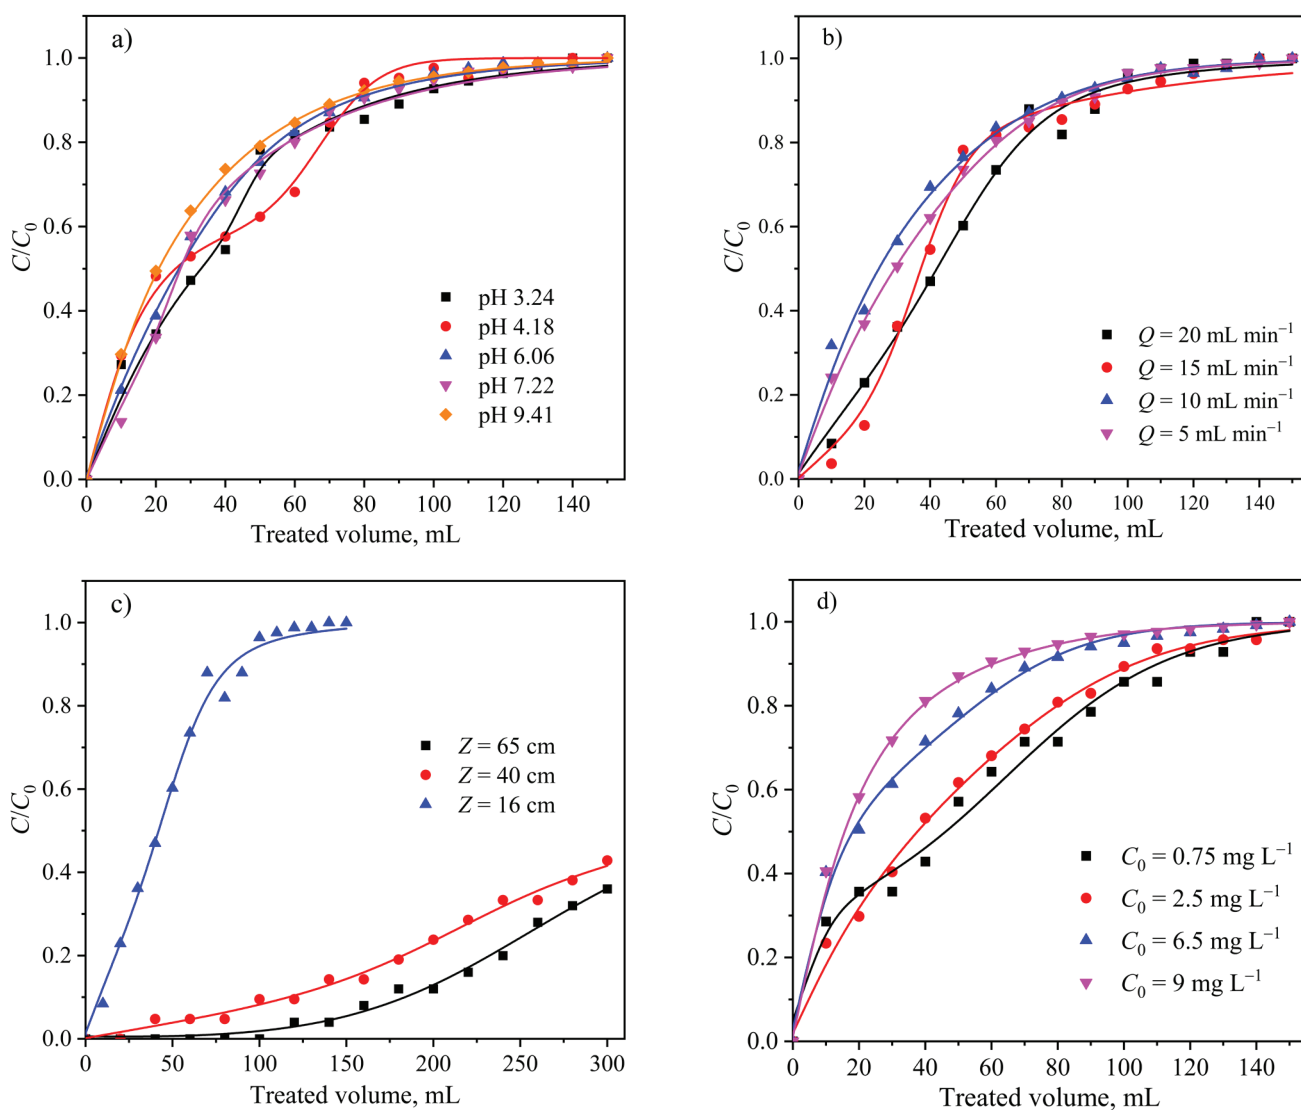 a)
C/C₀
1.0
0.8
0.6
0.4
0.2
0.0
pH 3.24
pH 4.18
pH 6.06
pH 7.22
pH 9.41
0 20 40 60 80 100 120 140
Treated volume, mL
b)
C/C₀
1.0
0.8
0.6
0.4
0.2
0.0
Q = 20 mL min⁻¹
Q = 15 mL min⁻¹
Q = 10 mL min⁻¹
Q = 5 mL min⁻¹
0 20 40 60 80 100 120 140
Treated volume, mL
c)
C/C₀
1.0
0.8
0.6
0.4
0.2
0.0
Z = 65 cm
Z = 40 cm
Z = 16 cm
0 50 100 150 200 250 300
Treated volume, mL
d)
C/C₀
1.0
0.8
0.6
0.4
0.2
0.0
C₀ = 0.75 mg L⁻¹
C₀ = 2.5 mg L⁻¹
C₀ = 6.5 mg L⁻¹
C₀ = 9 mg L⁻¹
0 20 40 60 80 100 120 140
Treated volume, mL